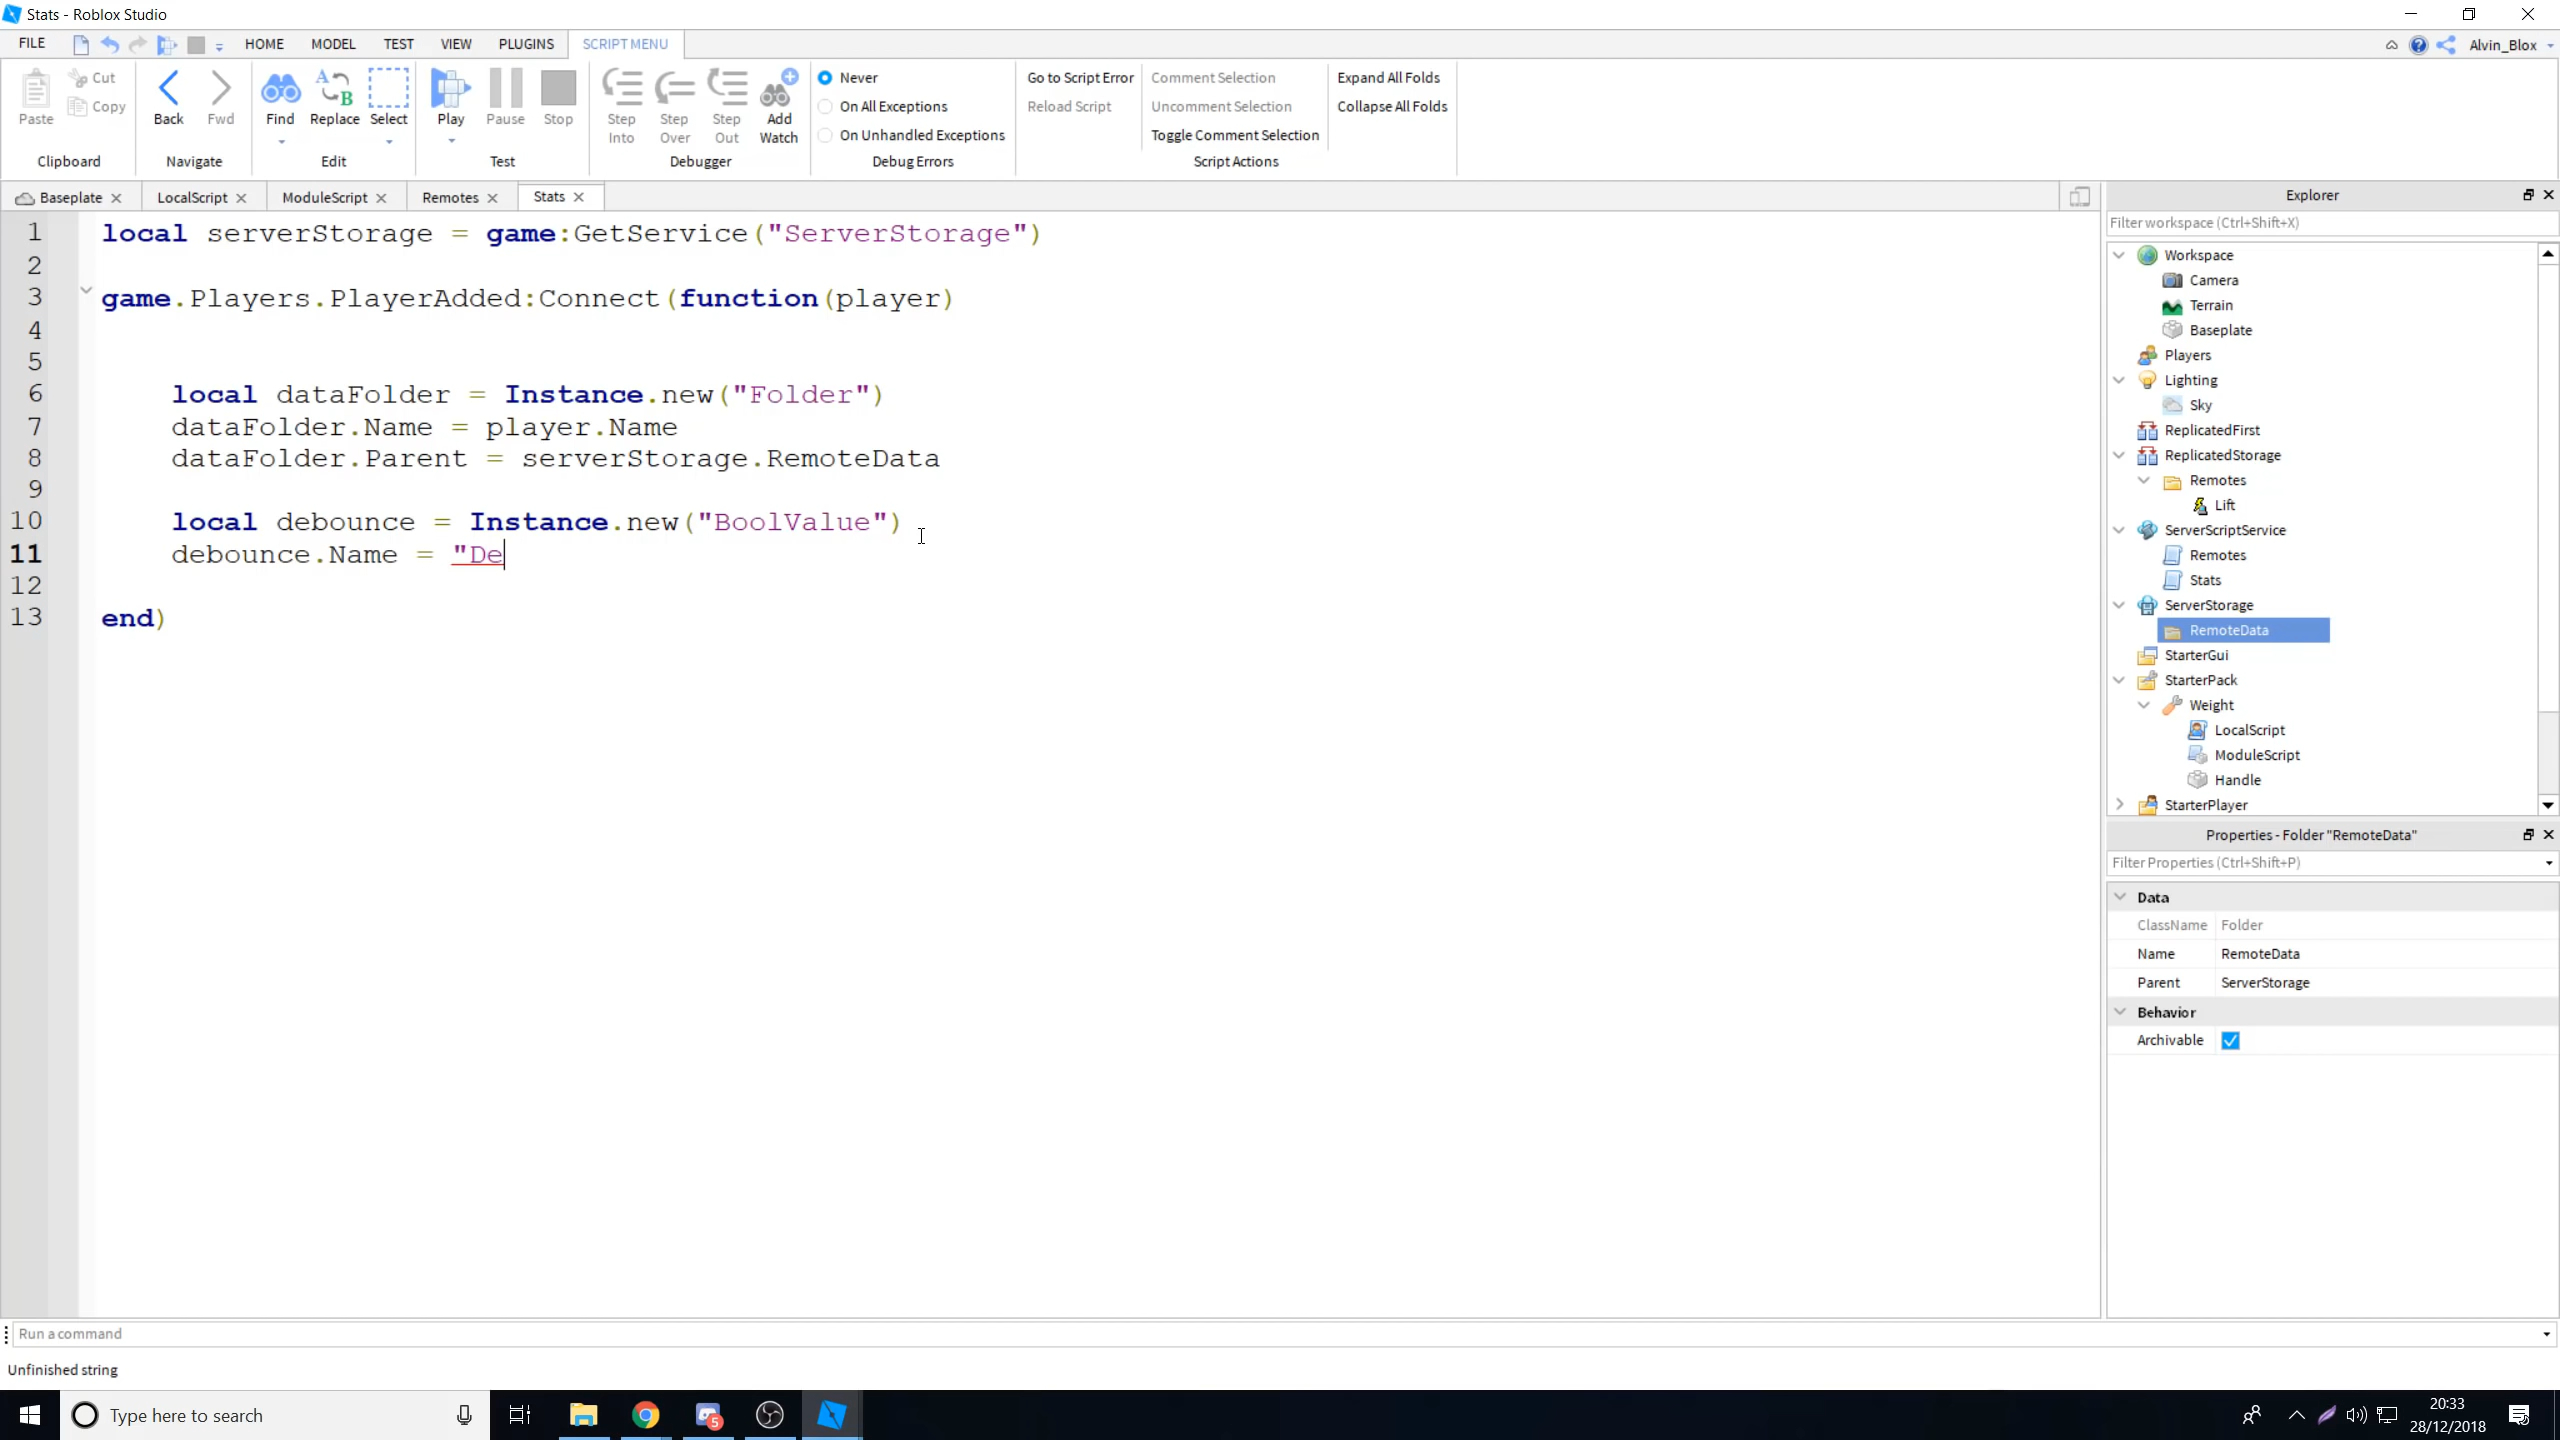 Stats - Roblox Studio
FILE HOME MODEL TEST VIEW PLUGINS SCRIPT MENU Alvin_Blox
Paste Cut Copy Back Fwd Find Replace Select Play Pause Stop Step Into Step Over Step Out Add Watch
Never
On All Exceptions
On Unhandled Exceptions
Go to Script Error
Reload Script
Comment Selection
Uncomment Selection
Toggle Comment Selection
Expand All Folds
Collapse All Folds
Clipboard Navigate Edit Test Debugger Debug Errors Script Actions
Baseplate LocalScript ModuleScript Remotes Stats
1 local serverStorage = game:GetService("ServerStorage")
2
3 game.Players.PlayerAdded:Connect(function(player)
4
5
6 local dataFolder = Instance.new("Folder")
7 dataFolder.Name = player.Name
8 dataFolder.Parent = serverStorage.RemoteData
9
10 local debounce = Instance.new("BoolValue")
11 debounce.Name = "De
12
13 end)
Explorer
Filter workspace (Ctrl+Shift+X)
Workspace
Camera
Terrain
Baseplate
Players
Lighting
Sky
ReplicatedFirst
ReplicatedStorage
Remotes
Lift
ServerScriptService
Remotes
Stats
ServerStorage
RemoteData
StarterGui
StarterPack
Weight
LocalScript
ModuleScript
Handle
StarterPlayer
Properties - Folder "RemoteData"
Filter Properties (Ctrl+Shift+P)
Data
ClassName Folder
Name RemoteData
Parent ServerStorage
Behavior
Archivable
Run a command
Unfinished string
Type here to search
5
20:33
28/12/2018